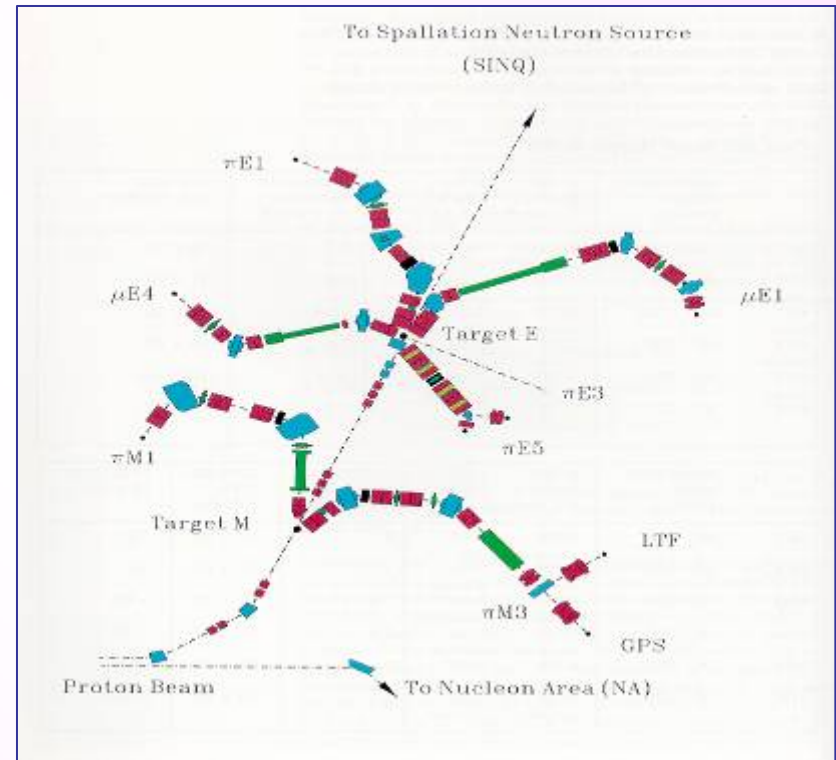 To Spallation Neutron Source
(SINQ)
πE1
μE4
μE1
Target E
πE3
πE5
πM1
Target M
LTF
πM3
GPS
Proton Beam
To Nucleon Area (NA)